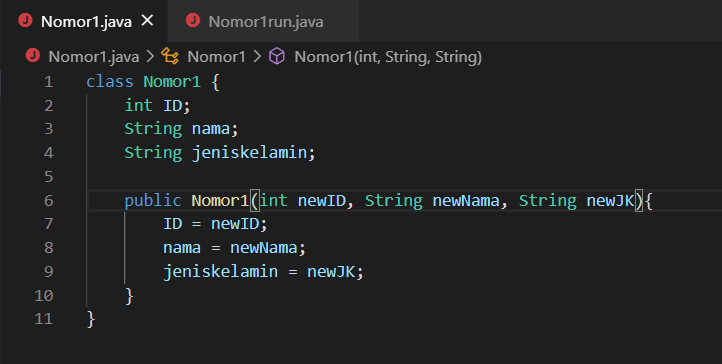 Nomor1.java Nomor1run.java
Nomor1.java > Nomor1 > Nomor1(int, String, String)
1 class Nomor1 {
2     int ID;
3     String nama;
4     String jeniskelamin;
5
6     public Nomor1(int newID, String newNama, String newJK){
7         ID = newID;
8         nama = newNama;
9         jeniskelamin = newJK;
10     }
11 }